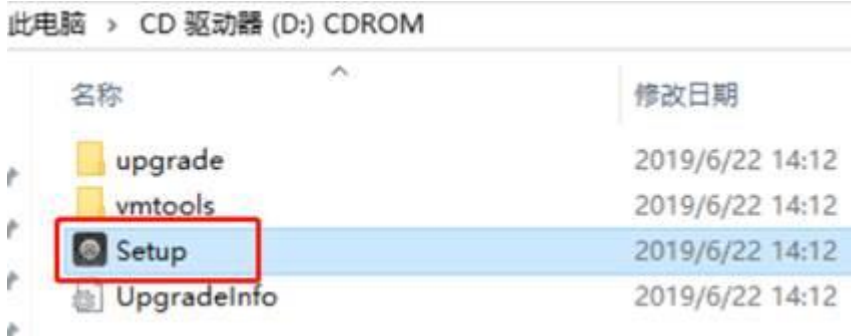 此电脑 › CD 驱动器 (D:) CDROM
名称 修改日期
upgrade 2019/6/22 14:12
vmtools 2019/6/22 14:12
Setup 2019/6/22 14:12
UpgradeInfo 2019/6/22 14:12